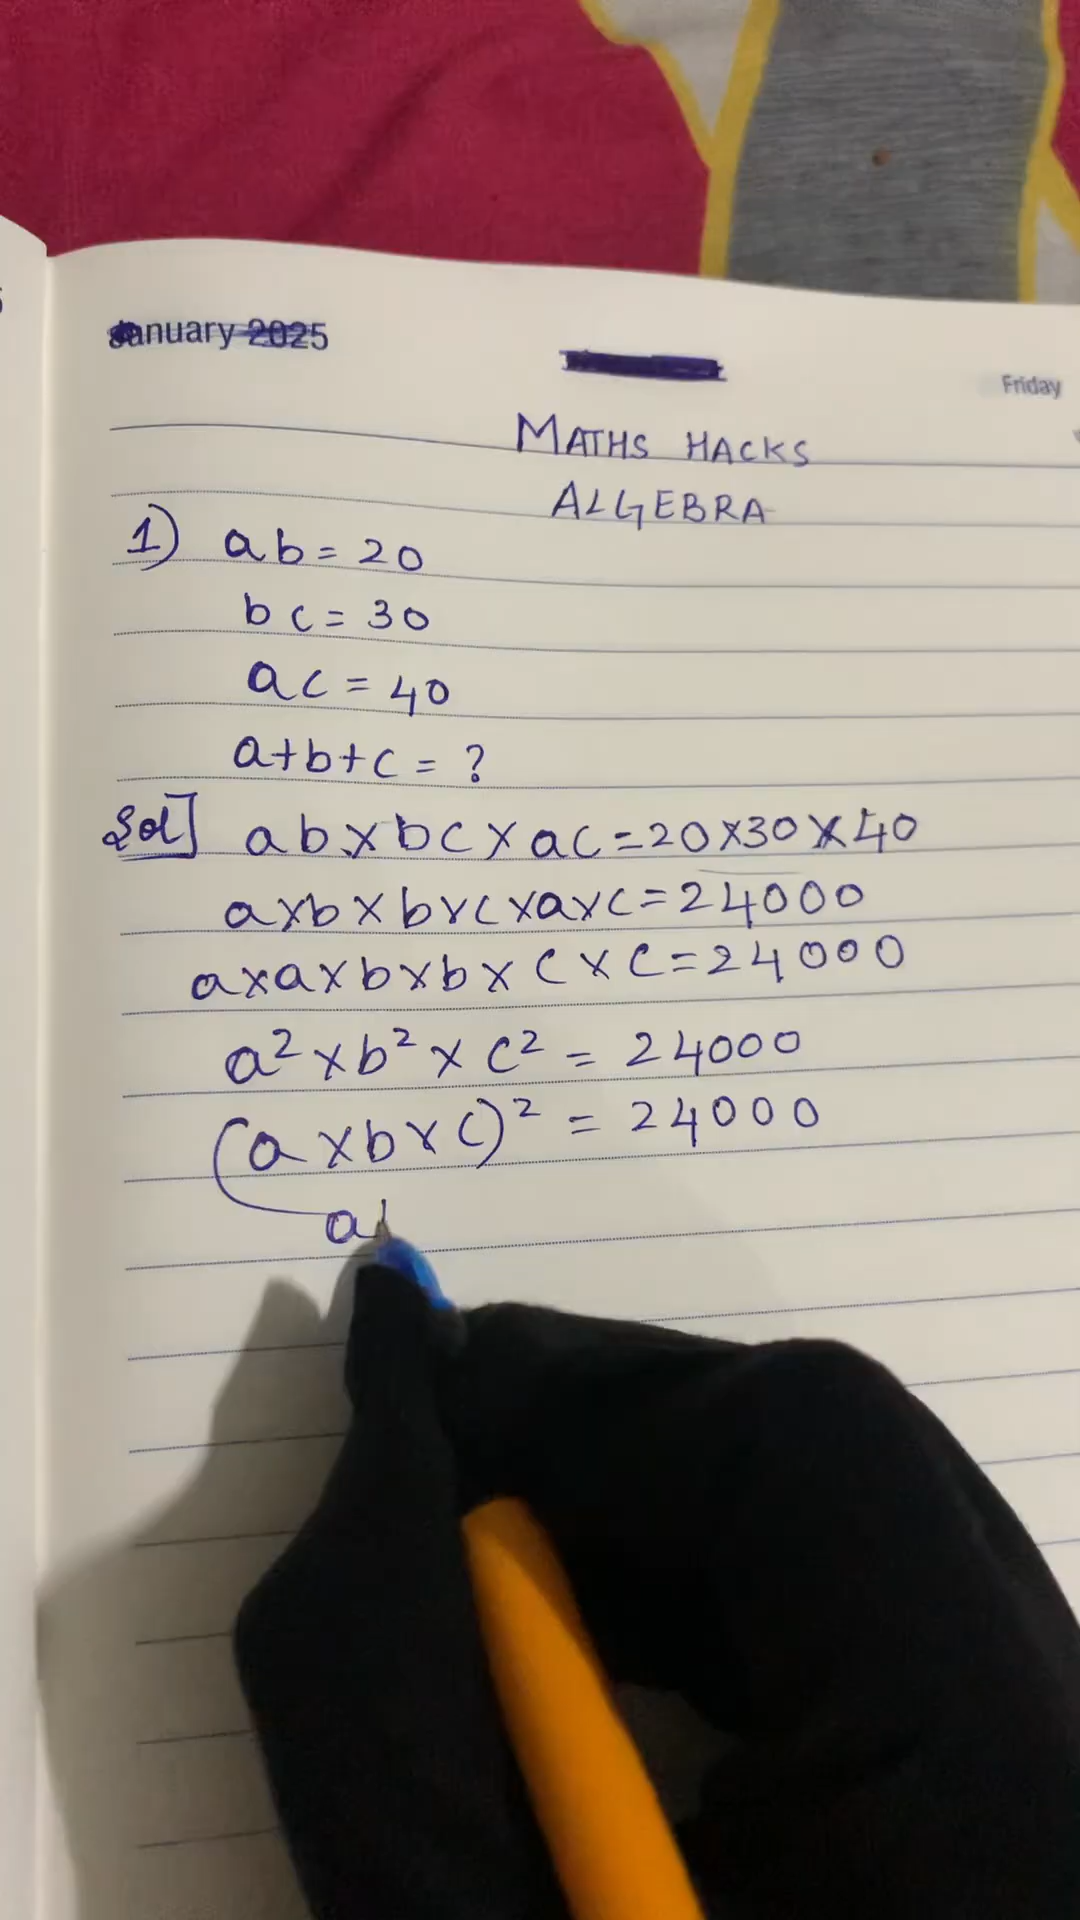 January 2025
Friday
MATHS HACKS
ALGEBRA
1) ab = 20
bc = 30
ac = 40
a+b+c = ?
Sol] ab×bc×ac=20×30×40
a×b×b×c×a×c=24000
a×a×b×b×c×c=24000
a²×b²×c² = 24000
(a×b×c)² = 24000
a